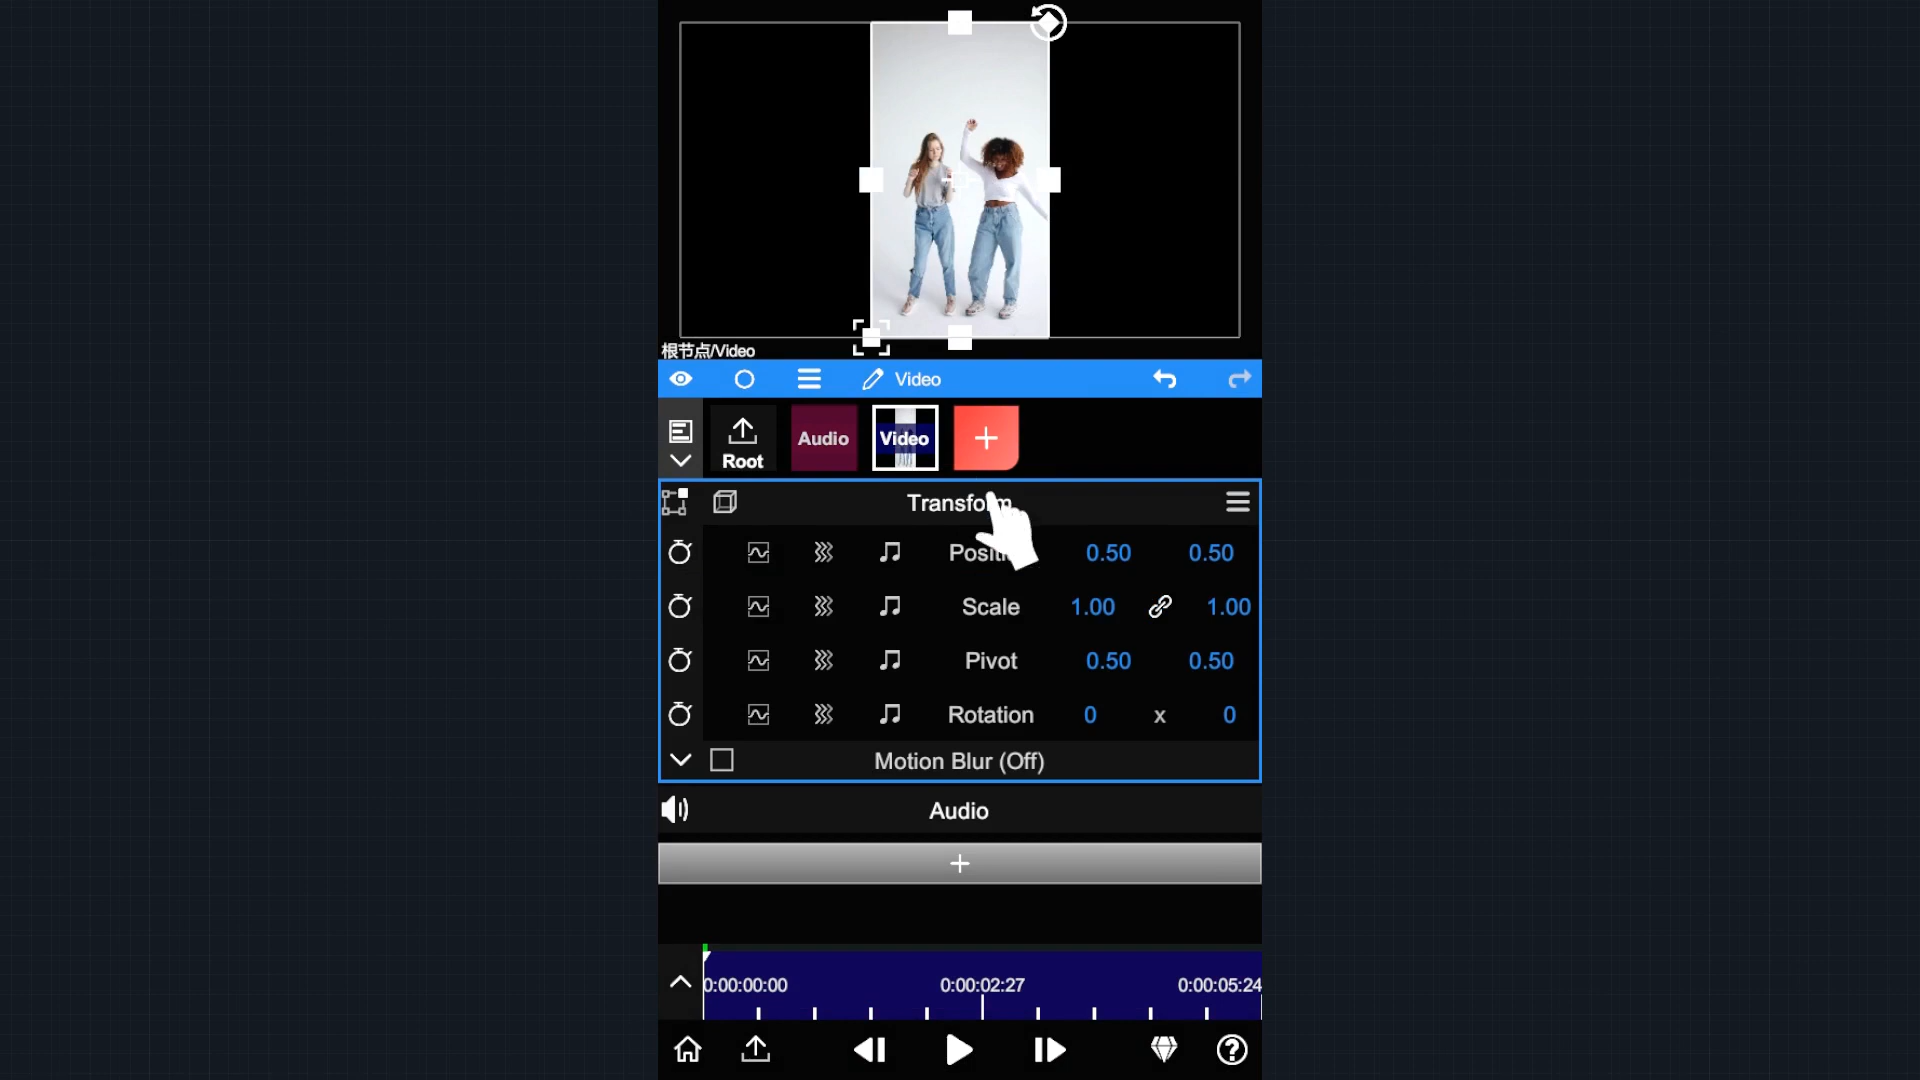 根节点/Video
Video
Root
Audio
Video
+
Transform
Position 0.50 0.50
Scale 1.00 1.00
Pivot 0.50 0.50
Rotation 0 x 0
Motion Blur (Off)
Audio
+
0:00:00:00 0:00:02:27 0:00:05:24